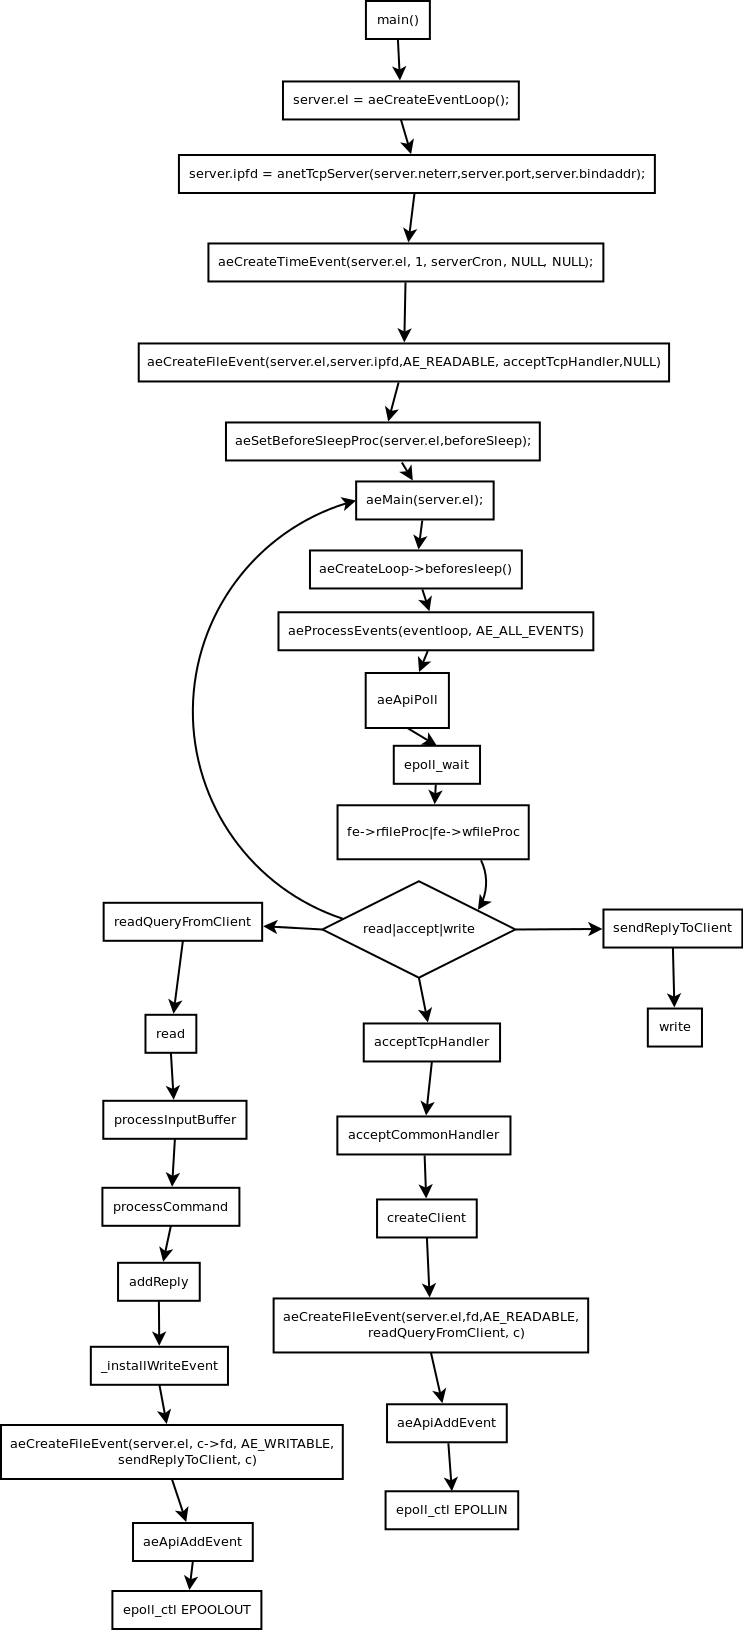 main()
server.el = aeCreateEventLoop();
server.ipfd = anetTcpServer(server.neterr,server.port,server.bindaddr);
aeCreateTimeEvent(server.el, 1, serverCron, NULL, NULL);
aeCreateFileEvent(server.el,server.ipfd,AE_READABLE, acceptTcpHandler,NULL)
aeSetBeforeSleepProc(server.el,beforeSleep);
aeMain(server.el);
aeCreateLoop->beforesleep()
aeProcessEvents(eventloop, AE_ALL_EVENTS)
aeApiPoll
epoll_wait
fe->rfileProc|fe->wfileProc
read|accept|write
readQueryFromClient
read
processInputBuffer
processCommand
addReply
_installWriteEvent
aeCreateFileEvent(server.el, c->fd, AE_WRITABLE,
sendReplyToClient, c)
aeApiAddEvent
epoll_ctl EPOOLOUT
acceptTcpHandler
acceptCommonHandler
createClient
aeCreateFileEvent(server.el,fd,AE_READABLE,
readQueryFromClient, c)
aeApiAddEvent
epoll_ctl EPOLLIN
sendReplyToClient
write